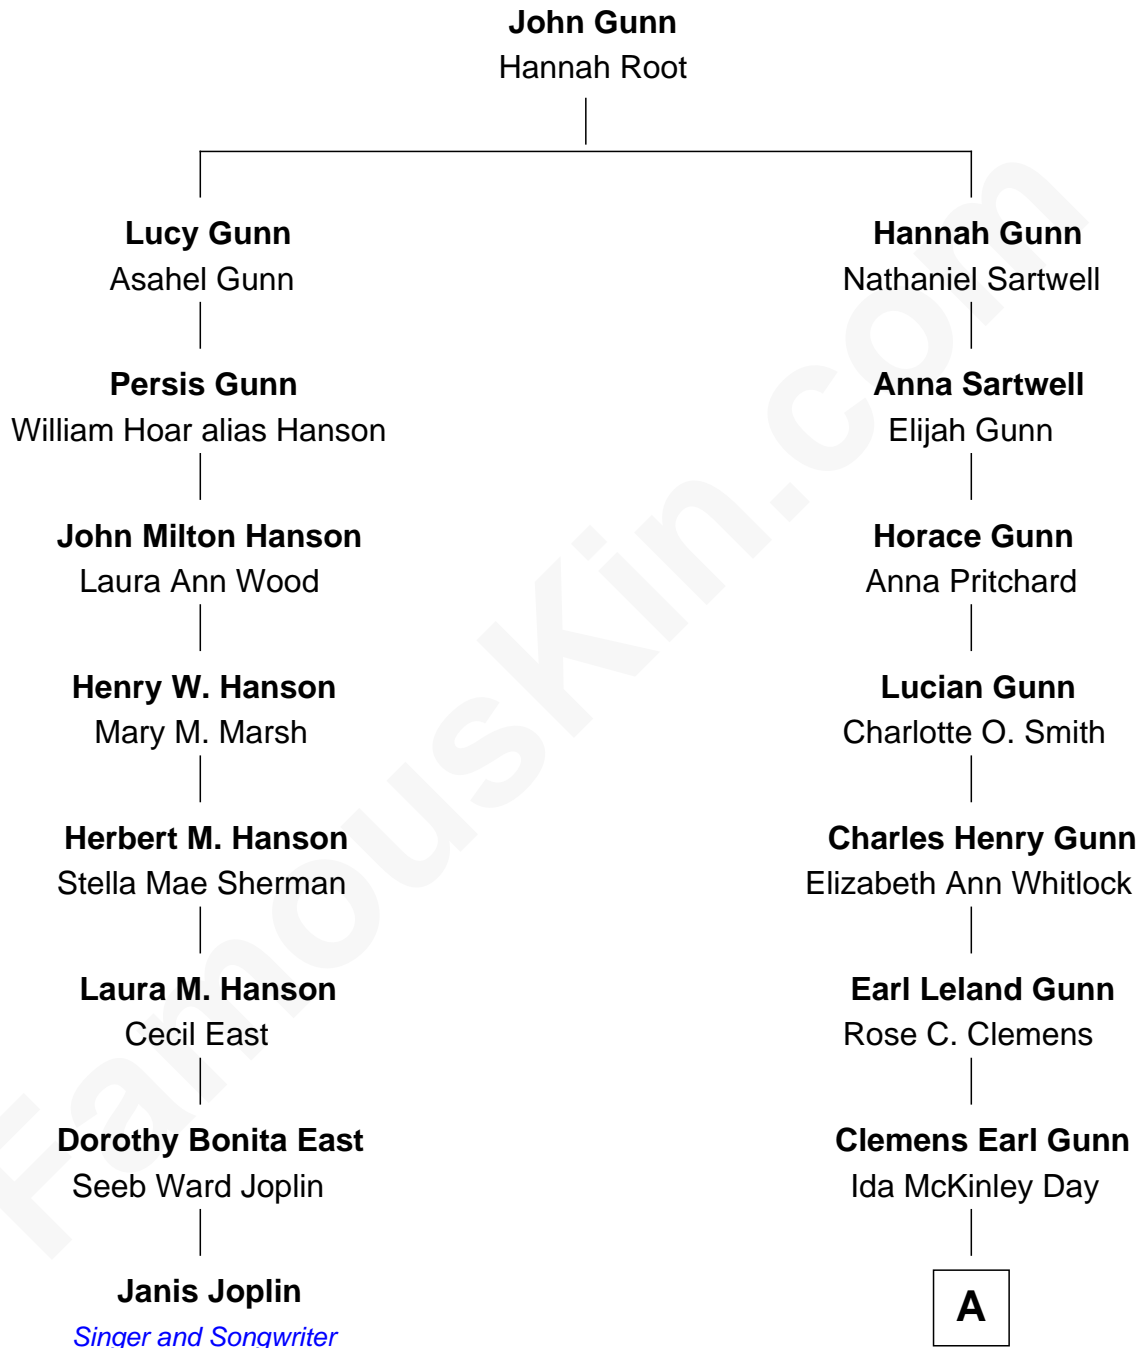 John Gunn
Hannah Root
Lucy Gunn
Asahel Gunn
Persis Gunn
William Hoar alias Hanson
John Milton Hanson
Laura Ann Wood
Henry W. Hanson
Mary M. Marsh
Herbert M. Hanson
Stella Mae Sherman
Laura M. Hanson
Cecil East
Dorothy Bonita East
Seeb Ward Joplin
Janis Joplin
Singer and Songwriter
Hannah Gunn
Nathaniel Sartwell
Anna Sartwell
Elijah Gunn
Horace Gunn
Anna Pritchard
Lucian Gunn
Charlotte O. Smith
Charles Henry Gunn
Elizabeth Ann Whitlock
Earl Leland Gunn
Rose C. Clemens
Clemens Earl Gunn
Ida McKinley Day
A
FamousKin.com